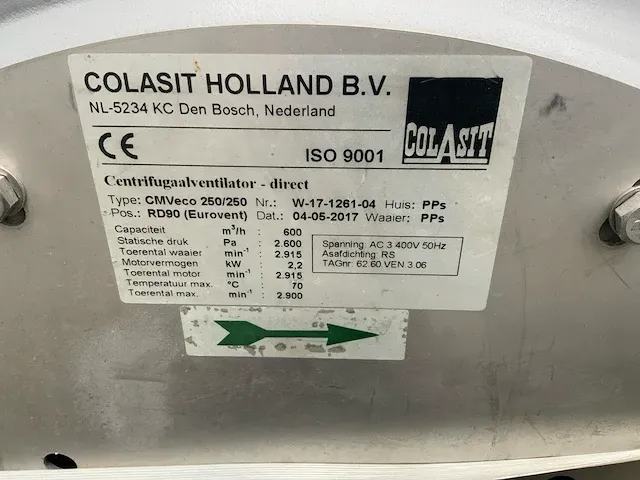 COLASIT HOLLAND B.V.
NL-5234 KC Den Bosch, Nederland
CE
ISO 9001
COLASIT
Centrifugaalventilator - direct
Type: CMVeco 250/250 Nr.: W-17-1261-04 Huis: PPs
Pos.: RD90 (Eurovent) Dat.: 04-05-2017 Waaier: PPs
Capaciteit m³/h : 600
Statische druk Pa : 2.600
Toerental waaier min⁻¹ : 2.915
Motorvermogen kW : 2,2
Toerental motor min⁻¹ : 2.915
Temperatuur max. °C : 70
Toerental max. min⁻¹ : 2.900
Spanning: AC 3 400V 50Hz
Asafdichting: RS
TAGnr: 62 60 VEN 3.06